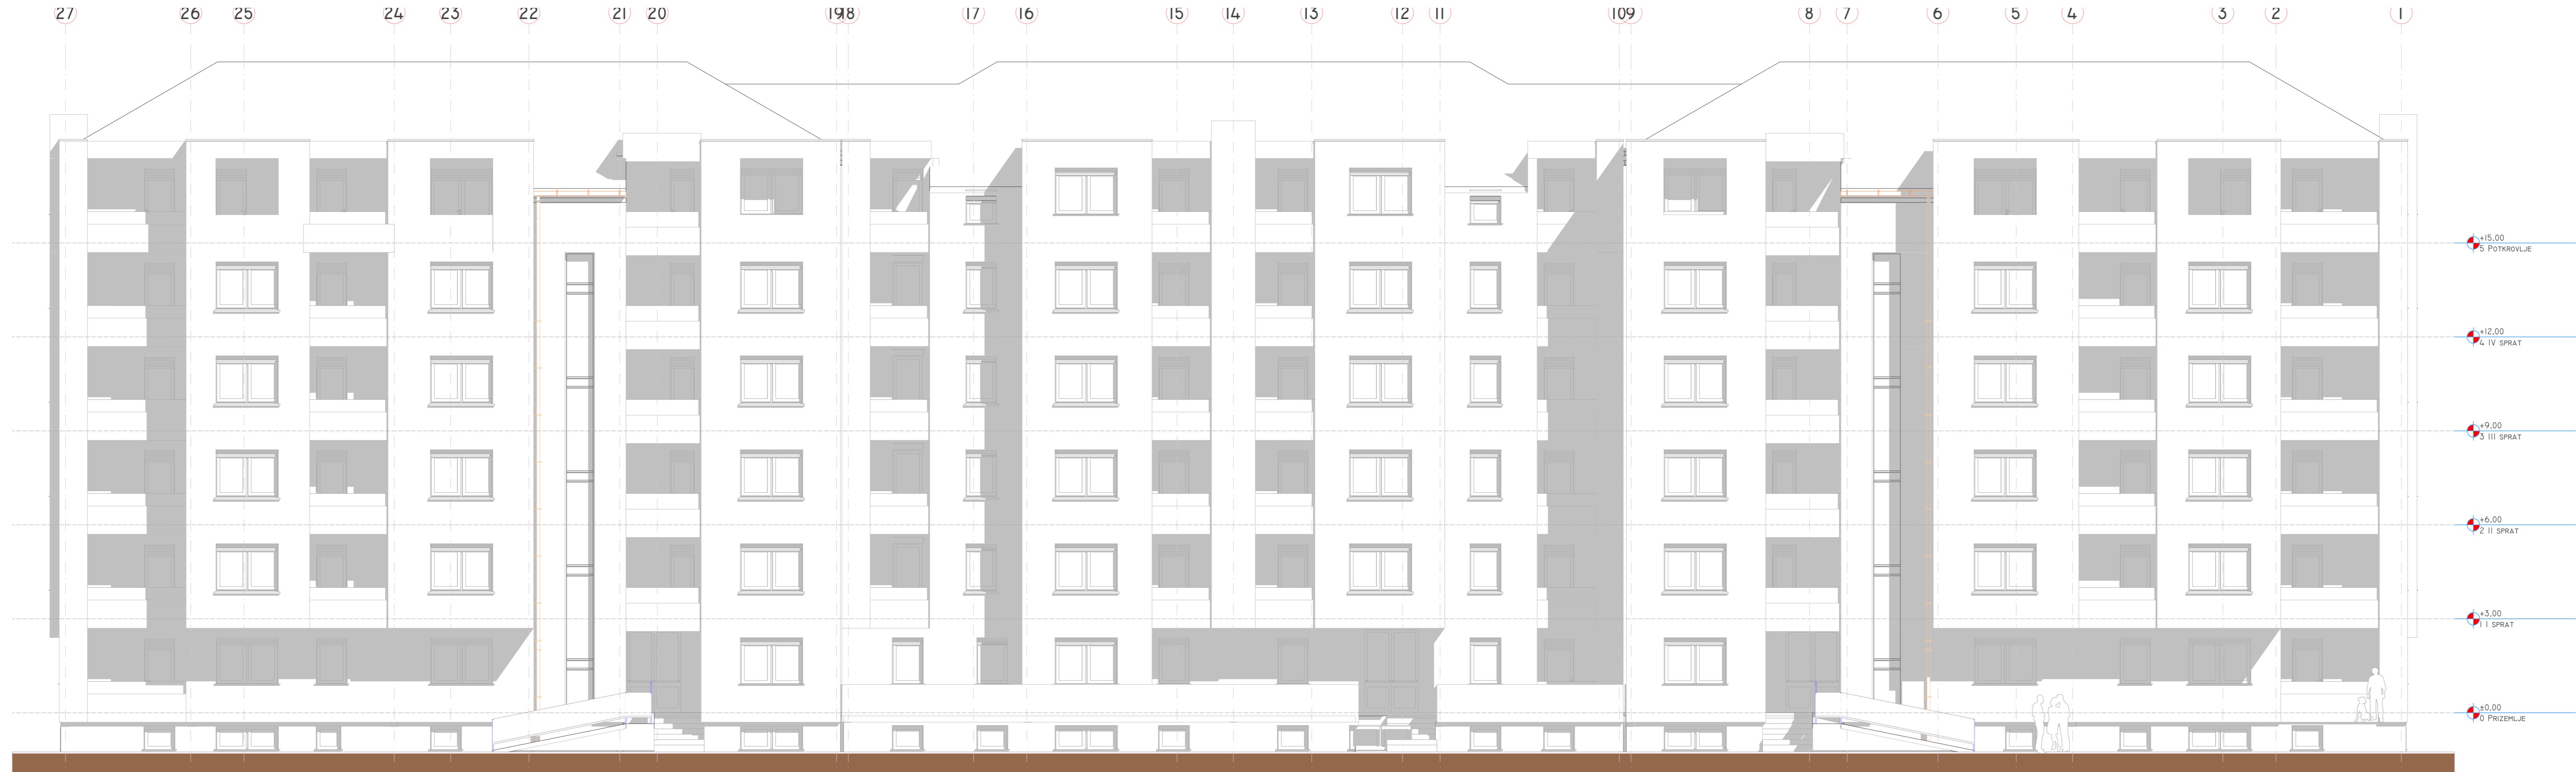 27 26 25 24 23 22 21 20 19 18 17 16 15 14 13 12 11 10 9 8 7 6 5 4 3 2 1
+15,00
5 POTKROVLJE
+12,00
4 IV SPRAT
+9,00
3 III SPRAT
+6,00
2 II SPRAT
+3,00
1 I SPRAT
±0,00
0 PRIZEMLJE